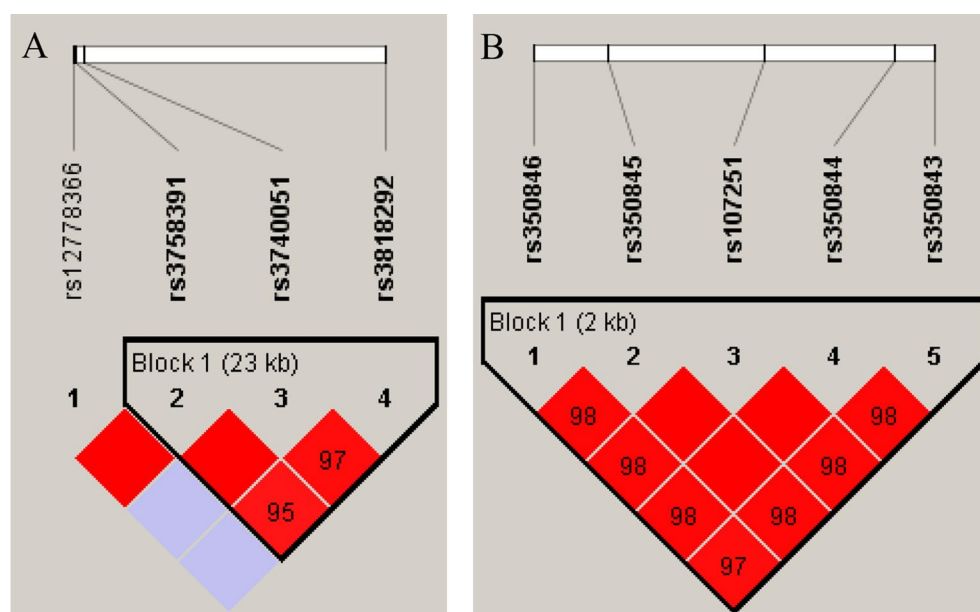 A
rs12778366
rs3758391
rs3740051
rs3818292
Block 1 (23 kb)
1 2 3 4
97
95
B
rs350846
rs350845
rs107251
rs350844
rs350843
Block 1 (2 kb)
1 2 3 4 5
98 98
98 98
98 98
97